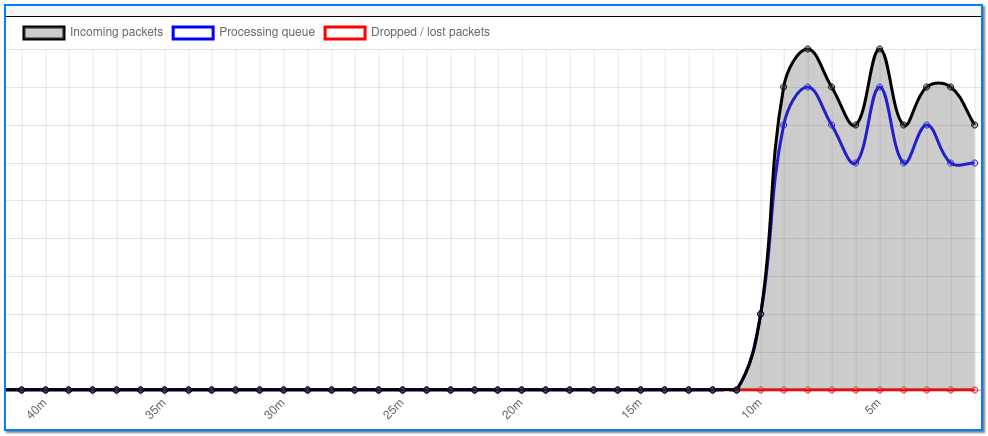 Incoming packets Processing queue Dropped / lost packets
40m 35m 30m 25m 20m 15m 10m 5m